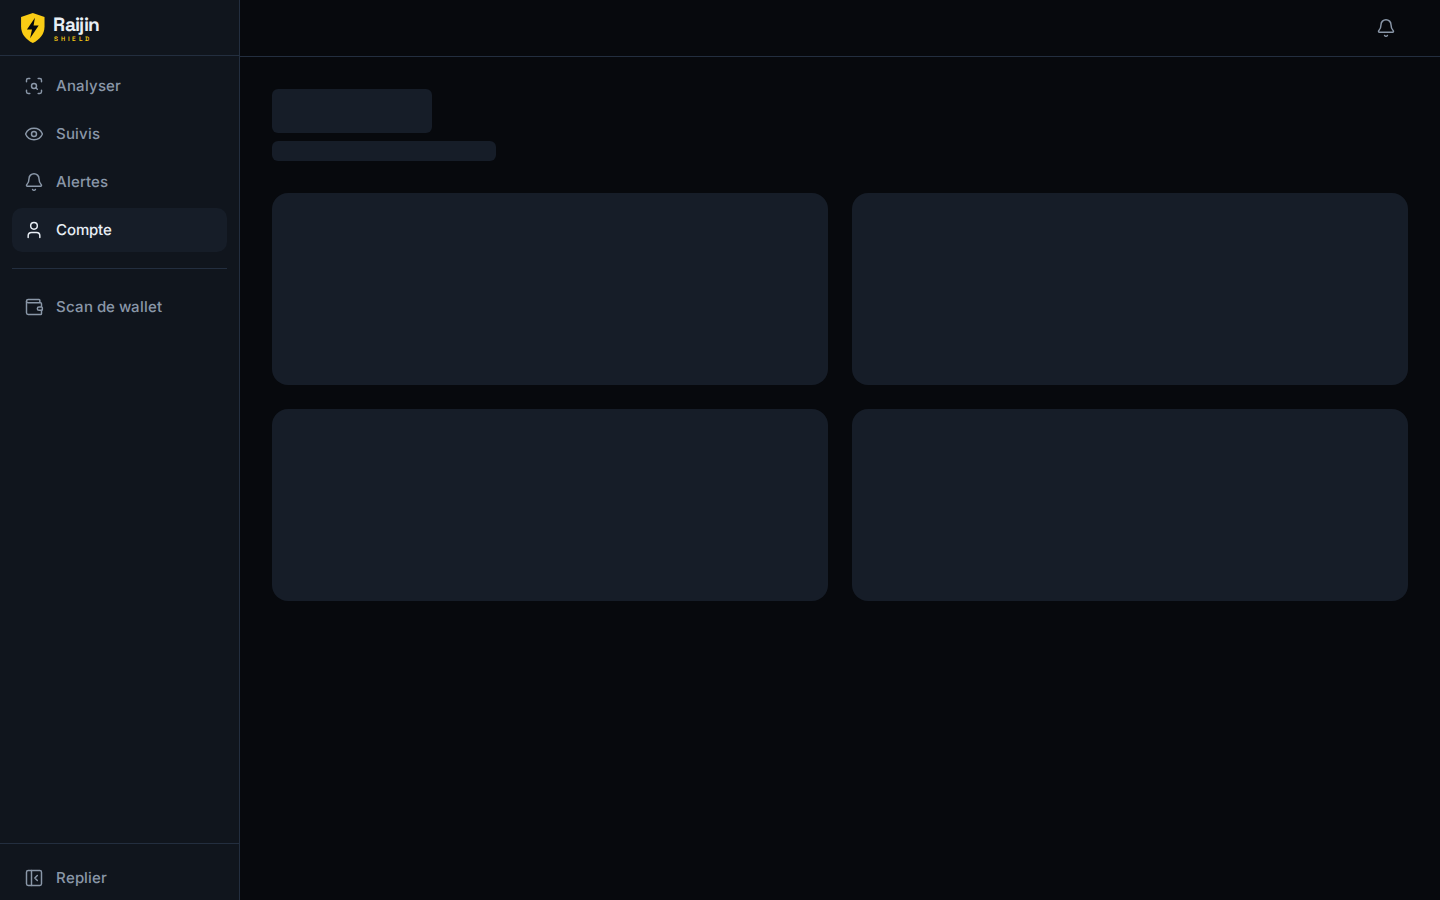 Raijin
SHIELD
Analyser
Suivis
Alertes
Compte
Scan de wallet
Replier